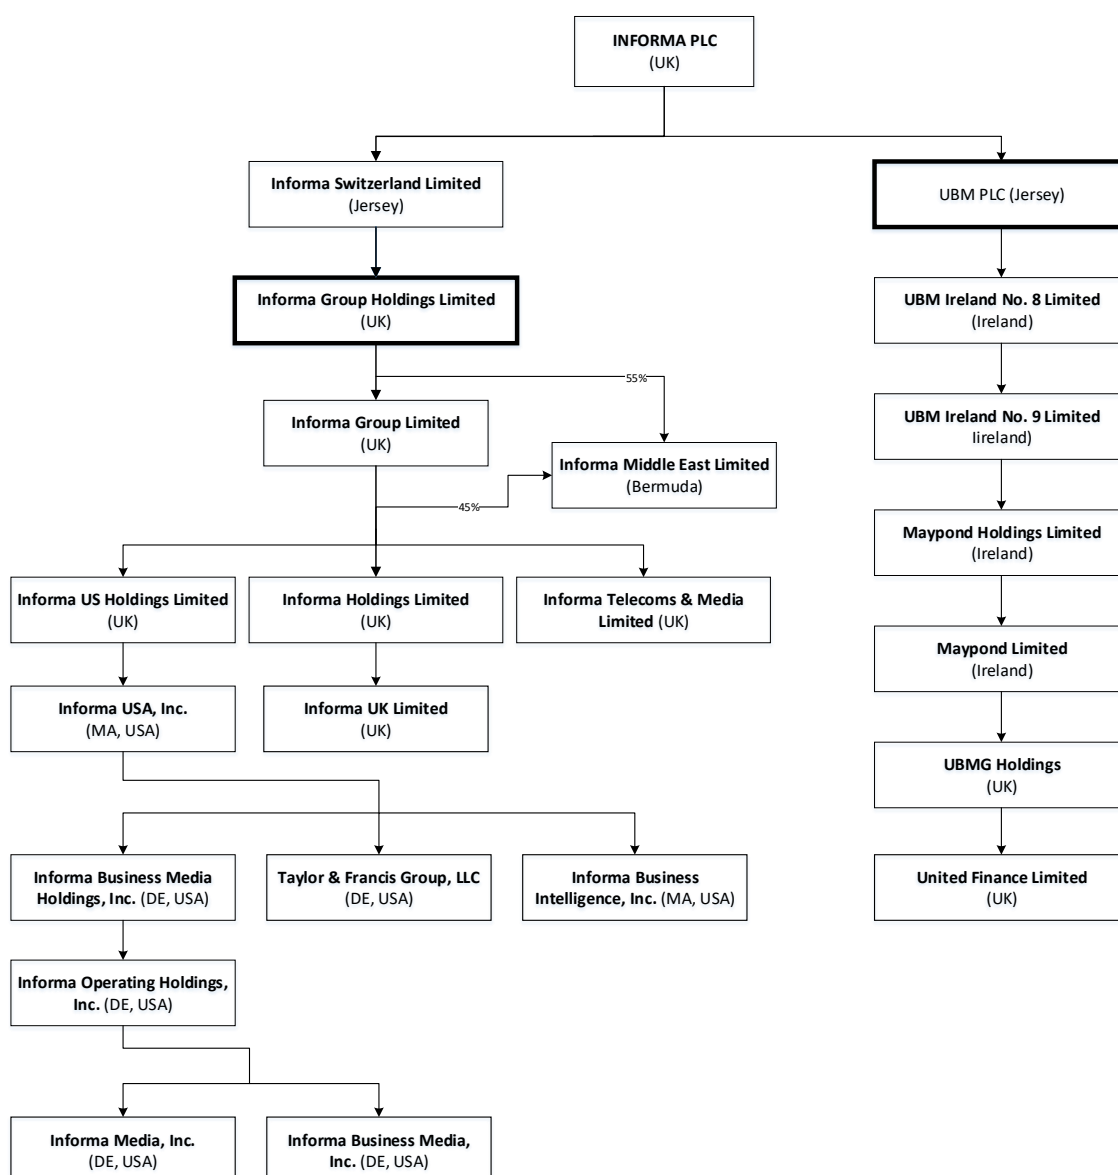 INFORMA PLC
(UK)
Informa Switzerland Limited
(Jersey)
UBM PLC (Jersey)
Informa Group Holdings Limited
(UK)
UBM Ireland No. 8 Limited
(Ireland)
55%
Informa Group Limited
(UK)
UBM Ireland No. 9 Limited
Iireland)
Informa Middle East Limited
(Bermuda)
45%
Maypond Holdings Limited
(Ireland)
Informa US Holdings Limited
(UK)
Informa Holdings Limited
(UK)
Informa Telecoms & Media
Limited (UK)
Maypond Limited
(Ireland)
Informa USA, Inc.
(MA, USA)
Informa UK Limited
(UK)
UBMG Holdings
(UK)
Informa Business Media
Holdings, Inc. (DE, USA)
Taylor & Francis Group, LLC
(DE, USA)
Informa Business
Intelligence, Inc. (MA, USA)
United Finance Limited
(UK)
Informa Operating Holdings,
Inc. (DE, USA)
Informa Media, Inc.
(DE, USA)
Informa Business Media,
Inc. (DE, USA)